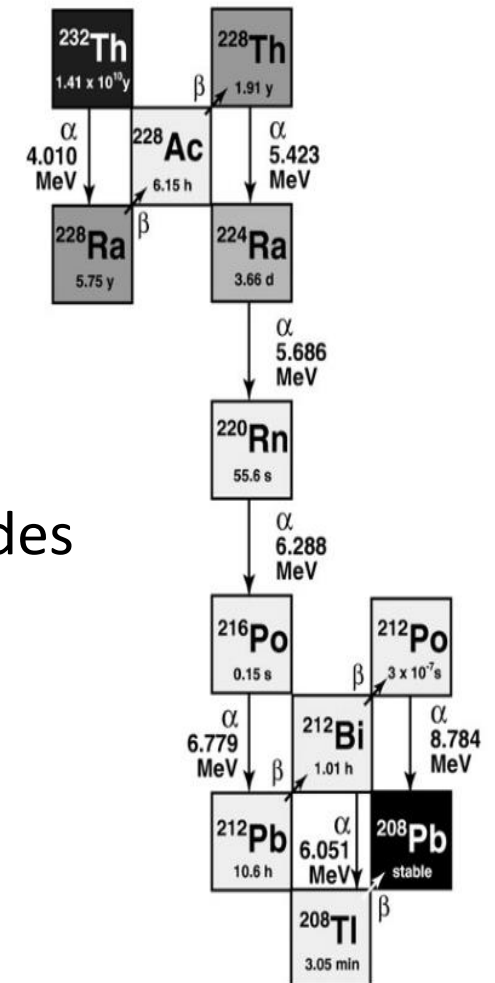 ²³²Th
1.41 x 10¹⁰y
²²⁸Th
1.91 y
β
α
4.010
MeV
²²⁸Ac
6.15 h
α
5.423
MeV
β
²²⁸Ra
5.75 y
²²⁴Ra
3.66 d
α
5.686
MeV
²²⁰Rn
55.6 s
des
α
6.288
MeV
²¹⁶Po
0.15 s
²¹²Po
3 x 10⁻⁷s
β
α
6.779
MeV
²¹²Bi
1.01 h
α
8.784
MeV
β
²¹²Pb
10.6 h
α
6.051
MeV
²⁰⁸Pb
stable
β
²⁰⁸Tl
3.05 min